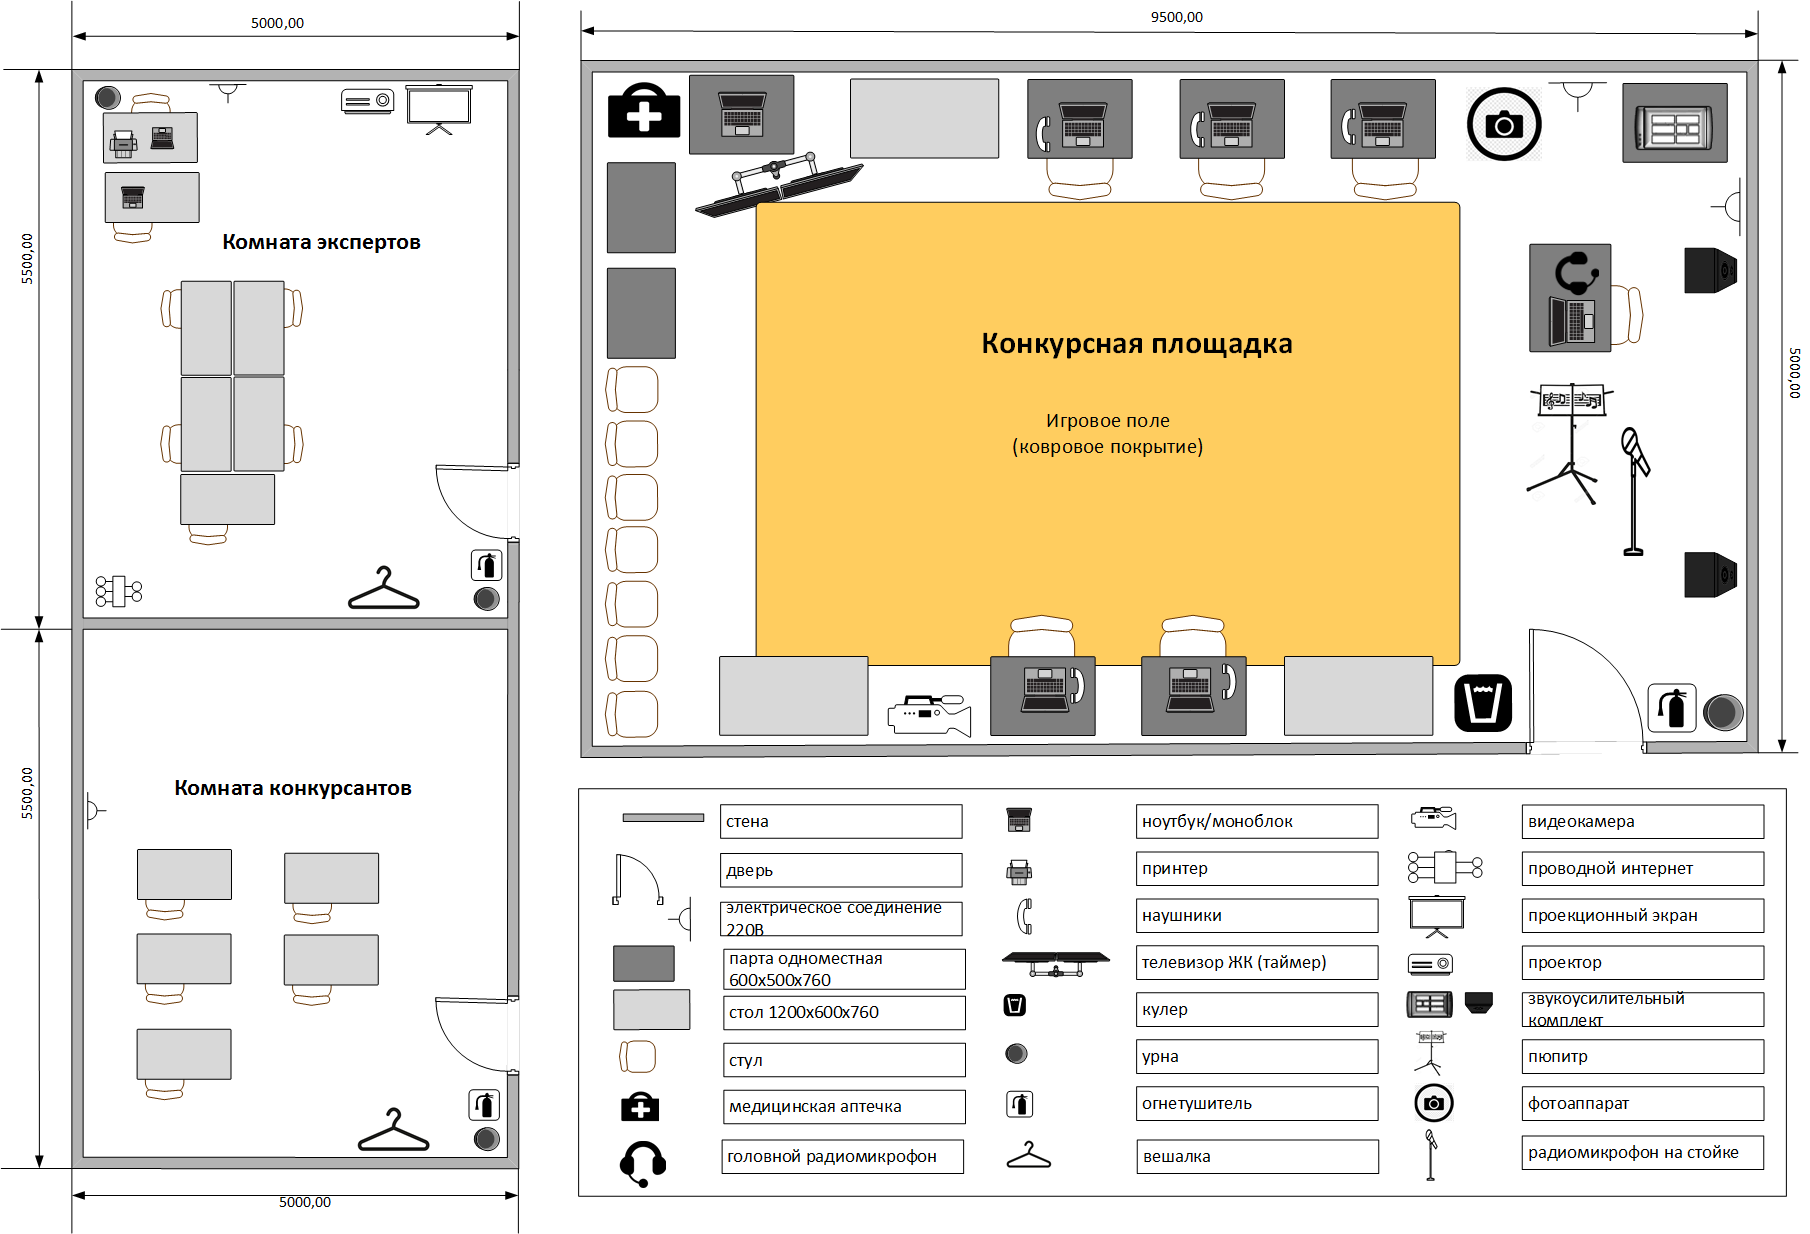 5000,00
9500,00
5500,00
Комната экспертов
Конкурсная площадка
Игровое поле
(ковровое покрытие)
5000,00
5500,00
Комната конкурсантов
5000,00
стена
дверь
электрическое соединение
220В
парта одноместная
600х500х760
стол 1200х600х760
стул
медицинская аптечка
головной радиомикрофон
ноутбук/моноблок
принтер
наушники
телевизор ЖК (таймер)
кулер
урна
огнетушитель
вешалка
видеокамера
проводной интернет
проекционный экран
проектор
звукоусилительный
комплект
пюпитр
фотоаппарат
радиомикрофон на стойке